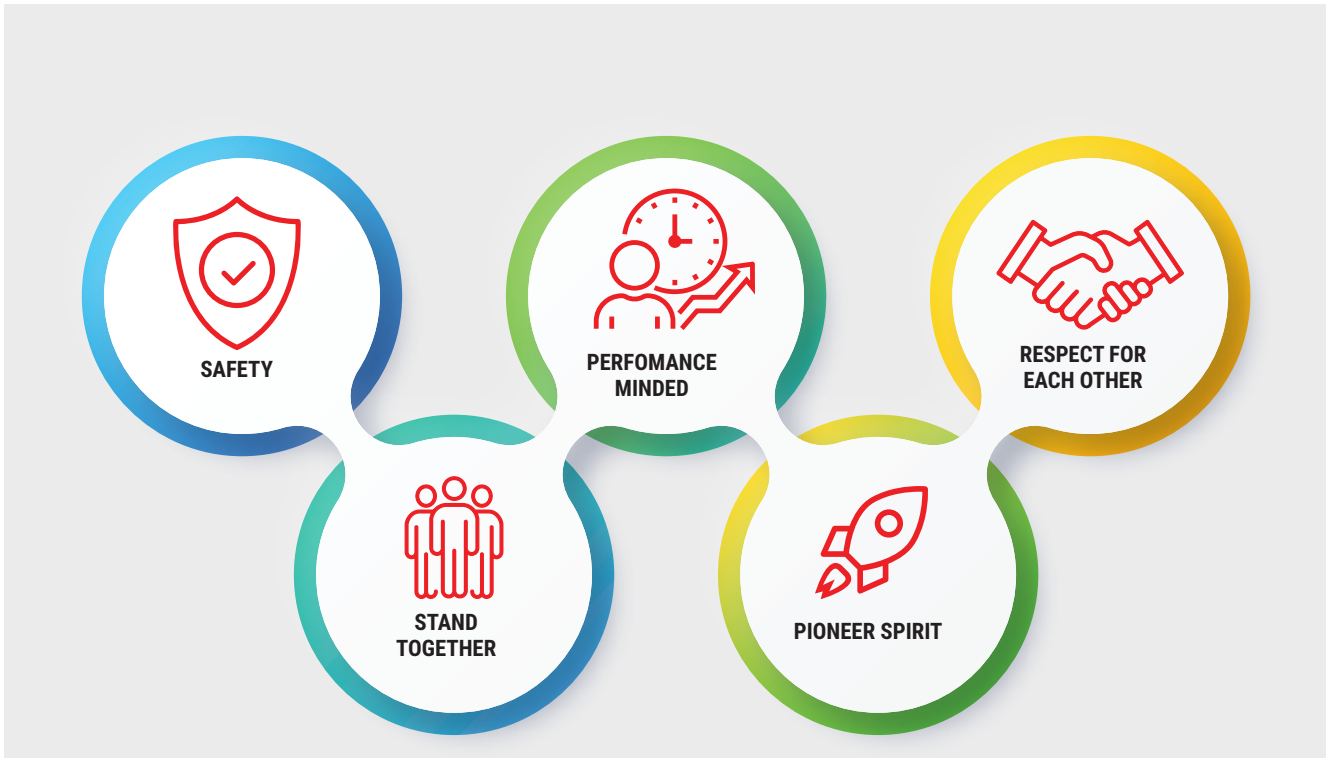 SAFETY
STAND
TOGETHER
PERFOMANCE
MINDED
PIONEER SPIRIT
RESPECT FOR
EACH OTHER